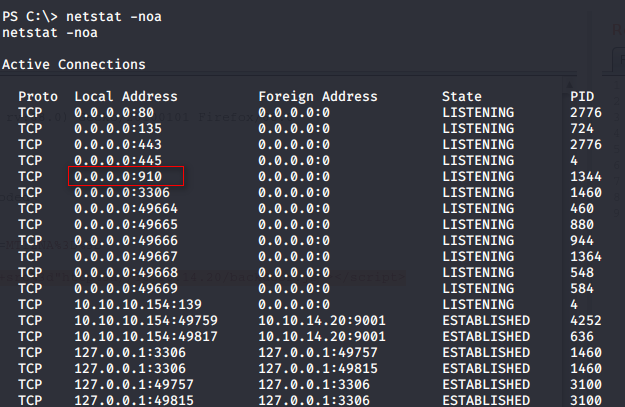 PS C:\> netstat -noa
netstat -noa
Active Connections
Proto Local Address Foreign Address State PID
TCP 0.0.0.0:80 0.0.0.0:0 LISTENING 2776
TCP 0.0.0.0:135 0.0.0.0:0 LISTENING 724
TCP 0.0.0.0:443 0.0.0.0:0 LISTENING 2776
TCP 0.0.0.0:445 0.0.0.0:0 LISTENING 4
TCP 0.0.0.0:910 0.0.0.0:0 LISTENING 1344
TCP 0.0.0.0:3306 0.0.0.0:0 LISTENING 1460
TCP 0.0.0.0:49664 0.0.0.0:0 LISTENING 460
TCP 0.0.0.0:49665 0.0.0.0:0 LISTENING 880
TCP 0.0.0.0:49666 0.0.0.0:0 LISTENING 944
TCP 0.0.0.0:49667 0.0.0.0:0 LISTENING 1364
TCP 0.0.0.0:49668 0.0.0.0:0 LISTENING 548
TCP 0.0.0.0:49669 0.0.0.0:0 LISTENING 584
TCP 10.10.10.154:139 0.0.0.0:0 LISTENING 4
TCP 10.10.10.154:49759 10.10.14.20:9001 ESTABLISHED 4252
TCP 10.10.10.154:49817 10.10.14.20:9001 ESTABLISHED 636
TCP 127.0.0.1:3306 127.0.0.1:49757 ESTABLISHED 1460
TCP 127.0.0.1:3306 127.0.0.1:49815 ESTABLISHED 1460
TCP 127.0.0.1:49757 127.0.0.1:3306 ESTABLISHED 3100
TCP 127.0.0.1:49815 127.0.0.1:3306 ESTABLISHED 3100